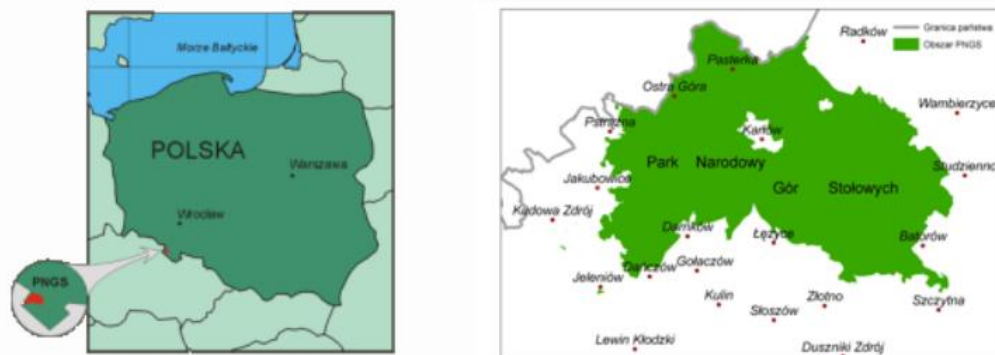 Morze Bałtyckie
POLSKA
Warszawa
Wrocław
PNGS
Granica państwa
Obszar PNGS
Radków
Pasterka
Ostra Góra
Wambierzyce
Pstrążna
Karłów
Park Narodowy
Studzienno
Jakubowice
Gór Stołowych
Kudowa Zdrój
Darnków
Łężyce
Batorów
Jeleniów
Dańczów
Gołaczów
Kulin
Złotno
Szczytna
Słoszów
Lewin Kłodzki
Duszniki Zdrój